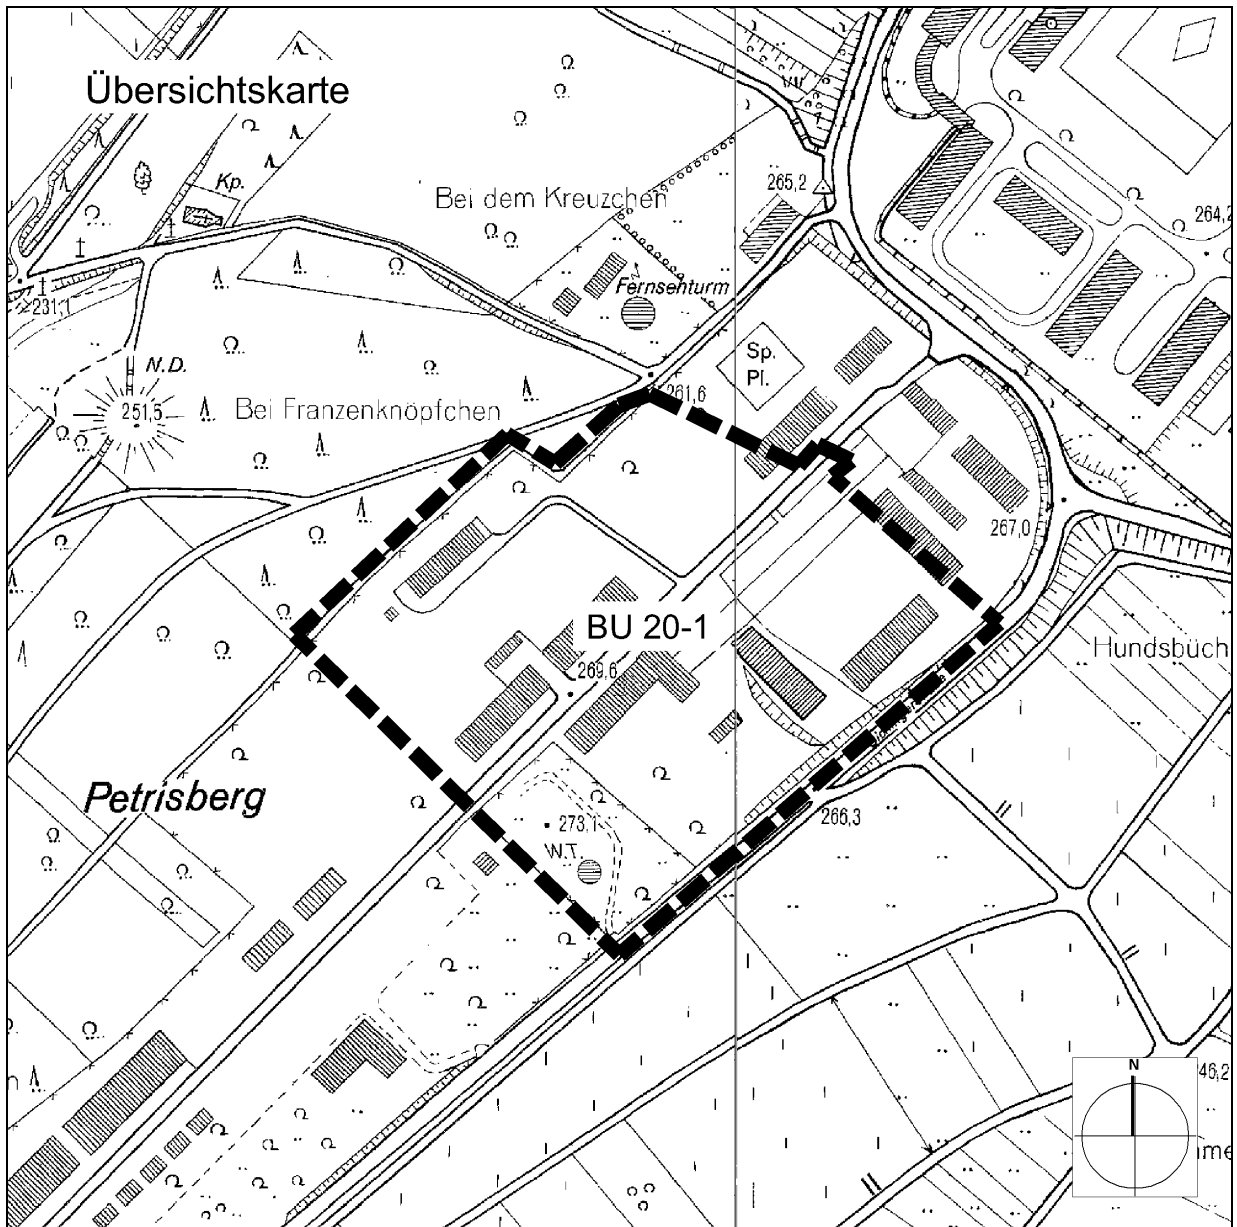 Übersichtskarte
Kp.
Bei dem Kreuzchen
265,2
264,2
Fernsehturm
231,1
N.D.
251,5
Bei Franzenknöpfchen
Sp.
Pl.
261,6
267,0
BU 20-1
269,6
Hundsbüch
Petrisberg
273,1
W.T.
266,3
N
46,2